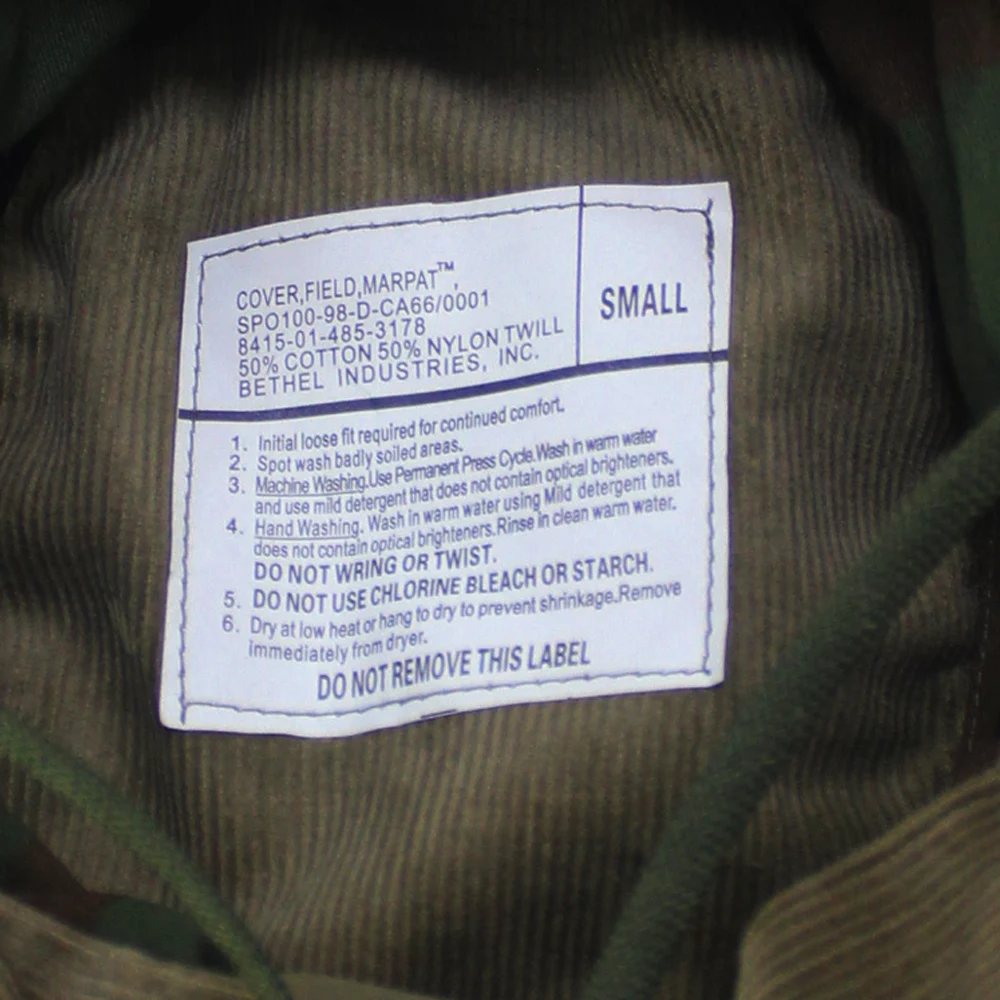 COVER,FIELD,MARPAT™,
SPO100-98-D-CA66/0001
8415-01-485-3178
50% COTTON 50% NYLON TWILL
BETHEL INDUSTRIES, INC.
SMALL
1. Initial loose fit required for continued comfort.
2. Spot wash badly soiled areas.
3. Machine Washing.Use Permanent Press Cycle.Wash in warm water
and use mild detergent that does not contain optical brighteners.
4. Hand Washing. Wash in warm water using Mild detergent that
does not contain optical brighteners.Rinse in clean warm water.
DO NOT WRING OR TWIST.
5. DO NOT USE CHLORINE BLEACH OR STARCH.
6. Dry at low heat or hang to dry to prevent shrinkage.Remove
immediately from dryer.
DO NOT REMOVE THIS LABEL